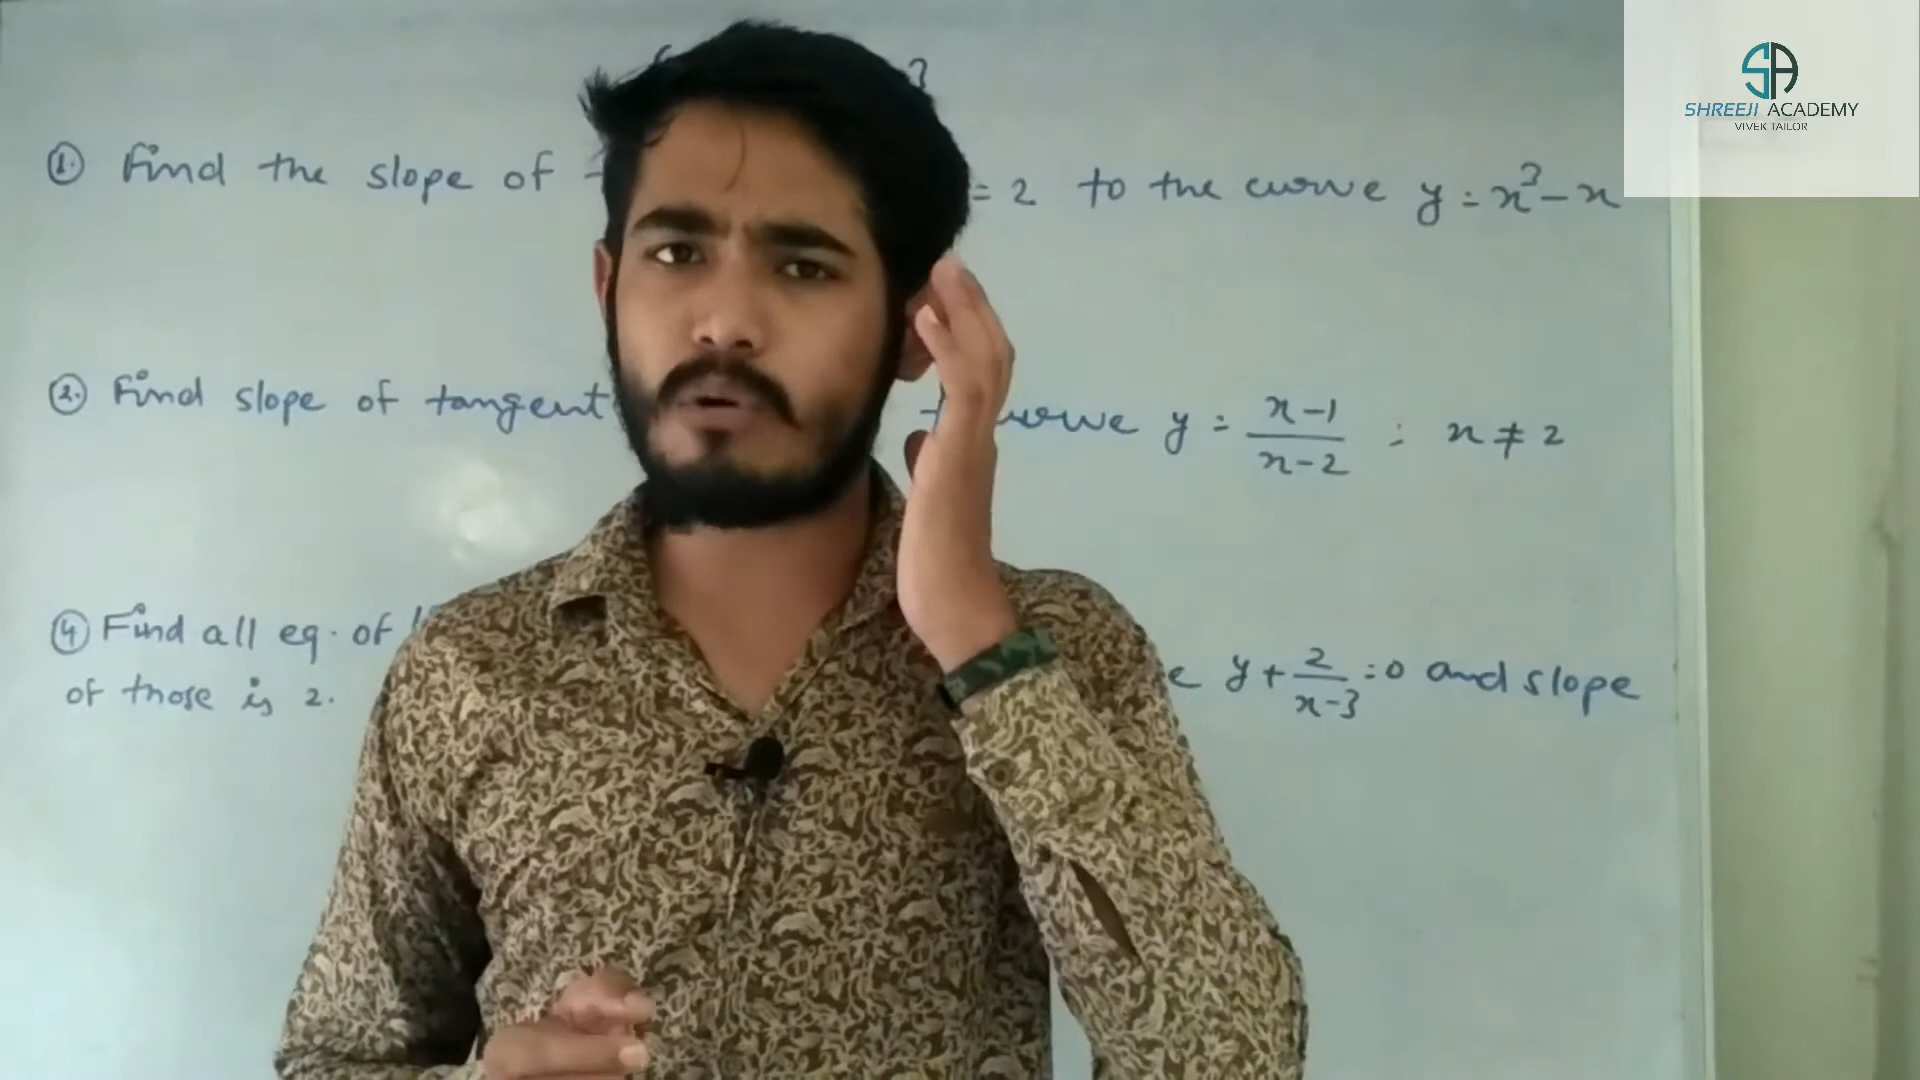 SHREEJI ACADEMY
VIVEK TAILOR
① Find the slope of = 2 to the curve y = x³ - x
② Find slope of tangent curve y = (x-1)/(x-2) : x ≠ 2
④ Find all eq. of y + 2/(x-3) = 0 and slope
of those is 2.